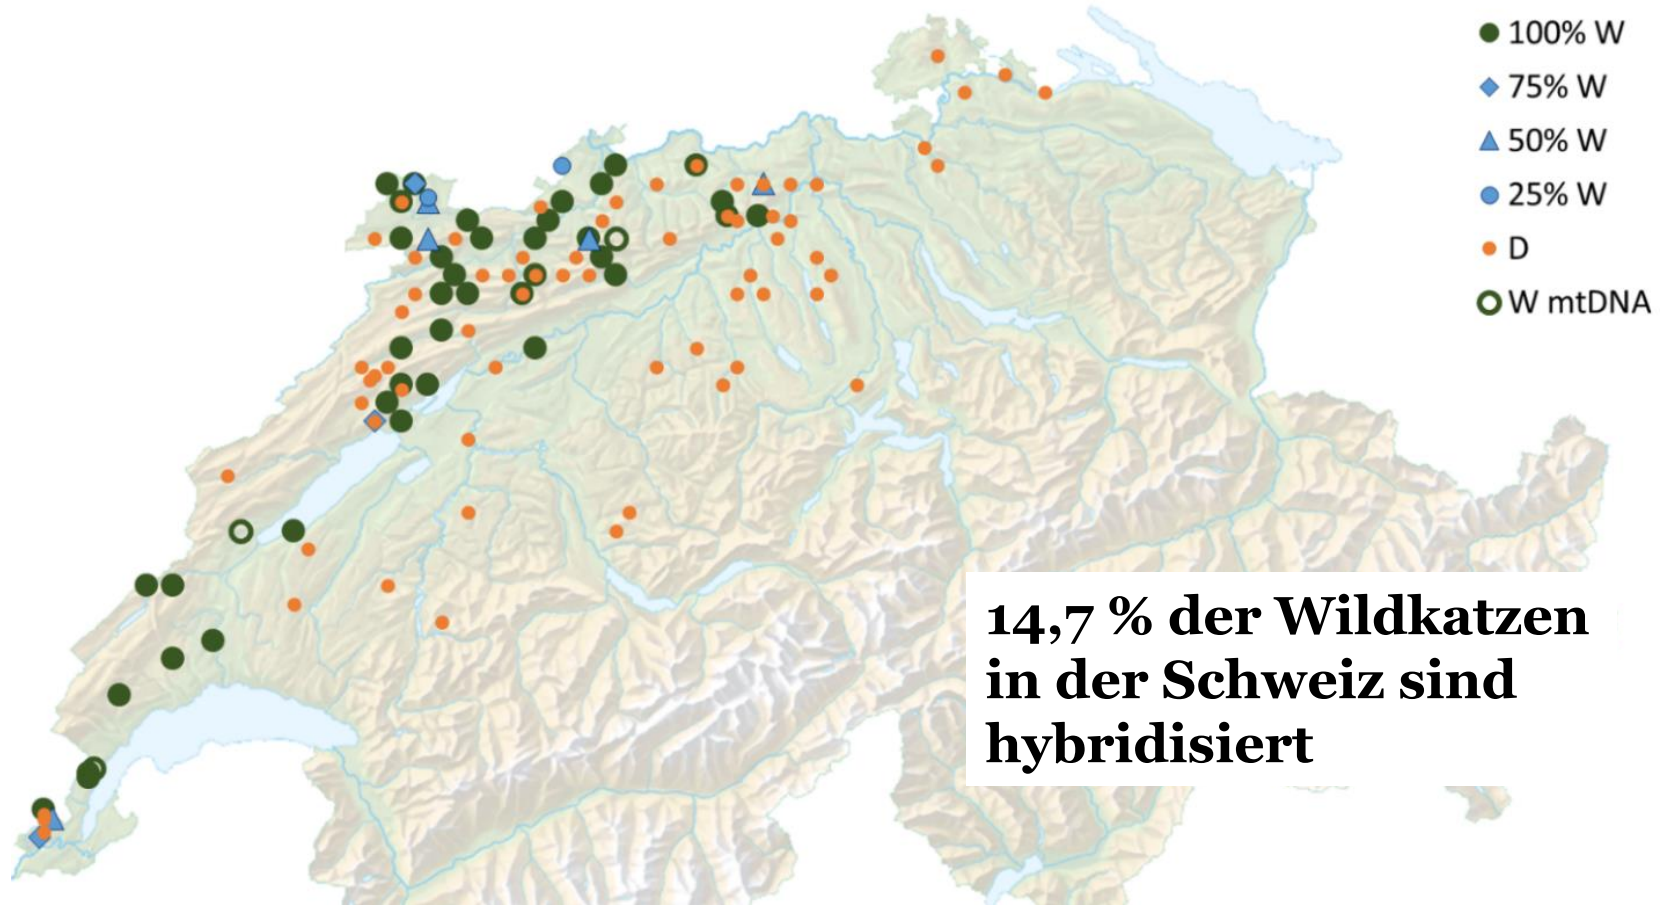 100% W
75% W
50% W
25% W
D
W mtDNA
14,7 % der Wildkatzen
in der Schweiz sind
hybridisiert